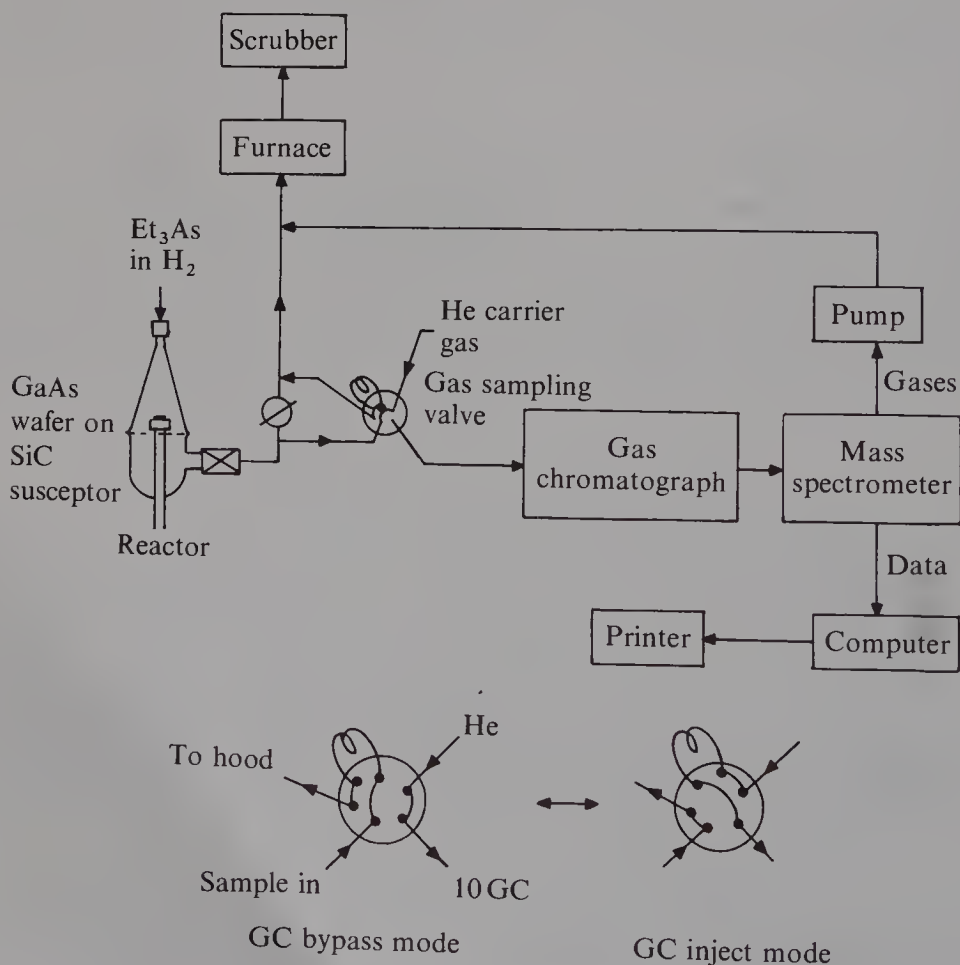 Scrubber
Furnace
Et₃As
in H₂
He carrier
gas
Gas sampling
valve
Pump
Gases
GaAs
wafer on
SiC
susceptor
Reactor
Gas
chromatograph
Mass
spectrometer
Data
Printer
Computer
To hood
He
Sample in
10 GC
GC bypass mode
GC inject mode